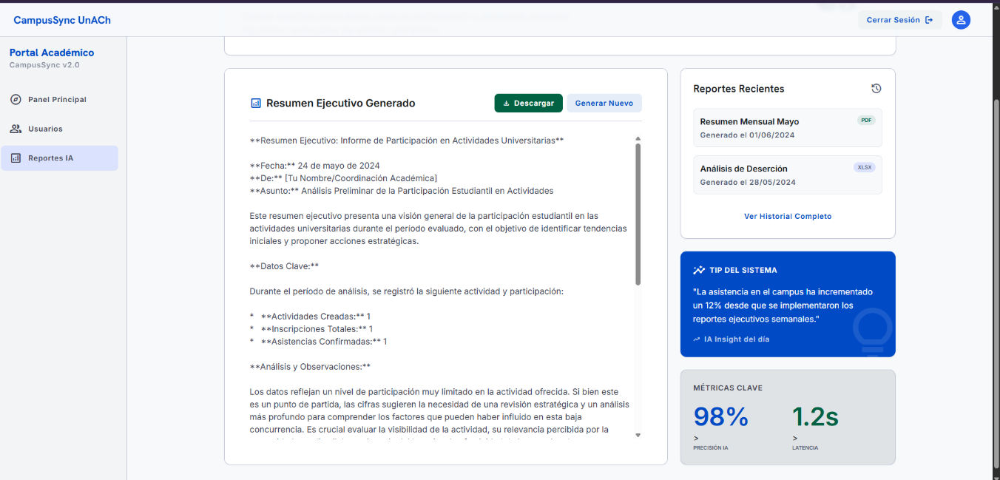 CampusSync UnACh
Cerrar Sesión
Portal Académico
CampusSync v2.0
Panel Principal
Usuarios
Reportes IA
Resumen Ejecutivo Generado
Descargar
Generar Nuevo
**Resumen Ejecutivo: Informe de Participación en Actividades Universitarias**
**Fecha:** 24 de mayo de 2024
**De:** [Tu Nombre/Coordinación Académica]
**Asunto:** Análisis Preliminar de la Participación Estudiantil en Actividades
Este resumen ejecutivo presenta una visión general de la participación estudiantil en las
actividades universitarias durante el período evaluado, con el objetivo de identificar tendencias
iniciales y proponer acciones estratégicas.
**Datos Clave:**
Durante el período de análisis, se registró la siguiente actividad y participación:
* **Actividades Creadas:** 1
* **Inscripciones Totales:** 1
* **Asistencias Confirmadas:** 1
**Análisis y Observaciones:**
Los datos reflejan un nivel de participación muy limitado en la actividad ofrecida. Si bien este
es un punto de partida, las cifras sugieren la necesidad de una revisión estratégica y un análisis
más profundo para comprender los factores que pueden haber influido en esta baja
concurrencia. Es crucial evaluar la visibilidad de la actividad, su relevancia percibida por la
Reportes Recientes
Resumen Mensual Mayo
PDF
Generado el 01/06/2024
Análisis de Deserción
XLSX
Generado el 28/05/2024
Ver Historial Completo
TIP DEL SISTEMA
"La asistencia en el campus ha incrementado
un 12% desde que se implementaron los
reportes ejecutivos semanales."
IA Insight del día
MÉTRICAS CLAVE
98%
>
PRECISIÓN IA
1.2s
>
LATENCIA